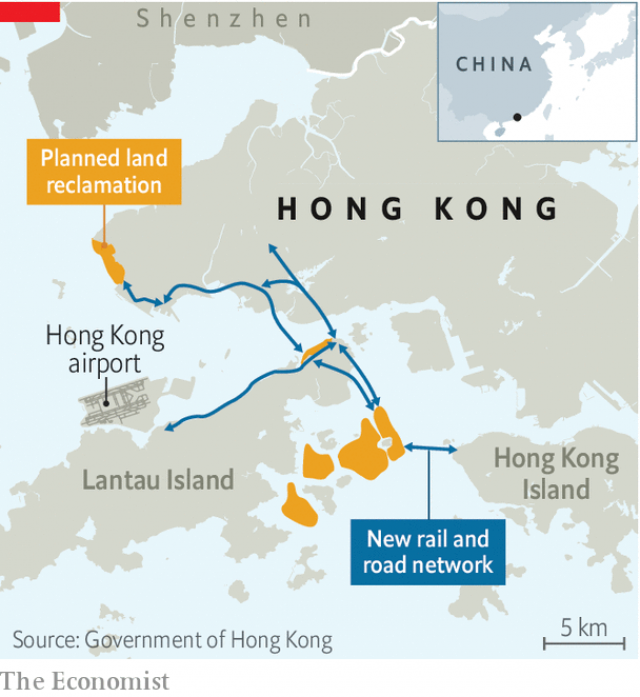 Shenzhen
CHINA
Planned land
reclamation
HONG KONG
Hong Kong
airport
Lantau Island
Hong Kong
Island
New rail and
road network
5 km
Source: Government of Hong Kong
The Economist